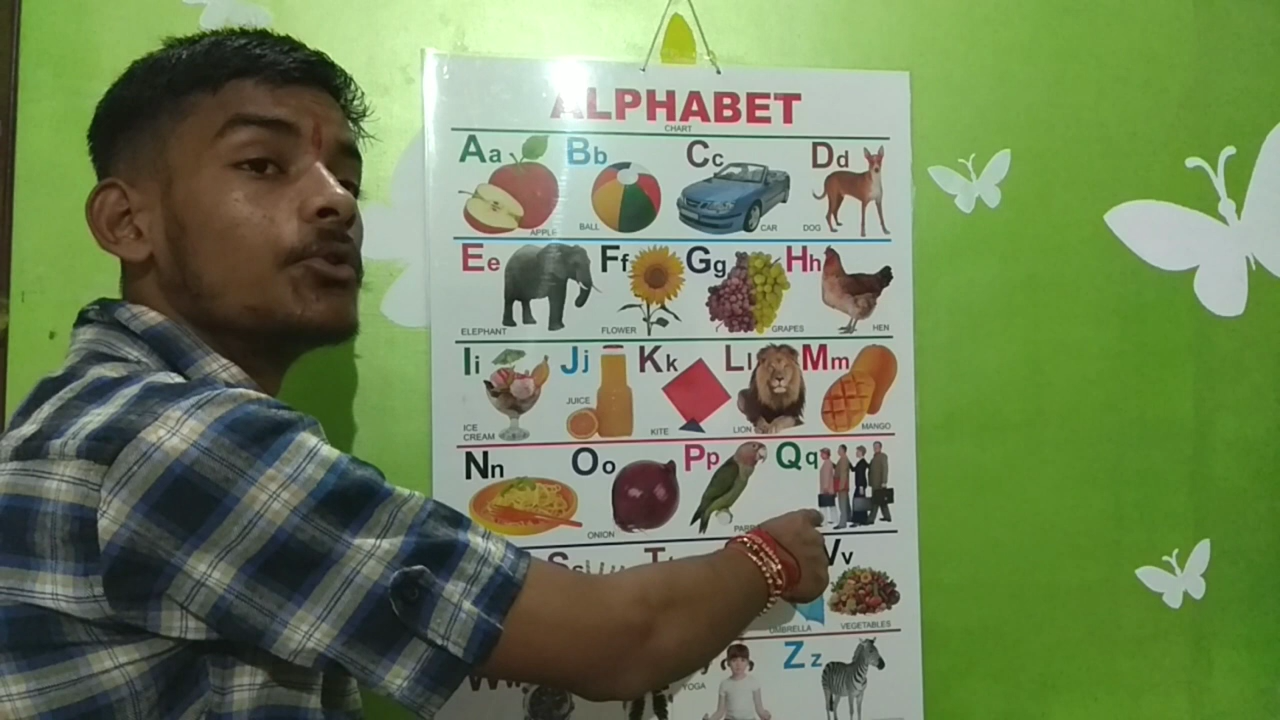 ALPHABET
CHART
Aa Bb Cc Dd
APPLE BALL CAR DOG
Ee Ff Gg Hh
ELEPHANT FLOWER GRAPES HEN
Ii Jj Kk Ll Mm
ICE CREAM JUICE KITE LION MANGO
Nn Oo Pp Qq
ONION
Ss Vv
UMBRELLA VEGETABLES
Zz
YOGA